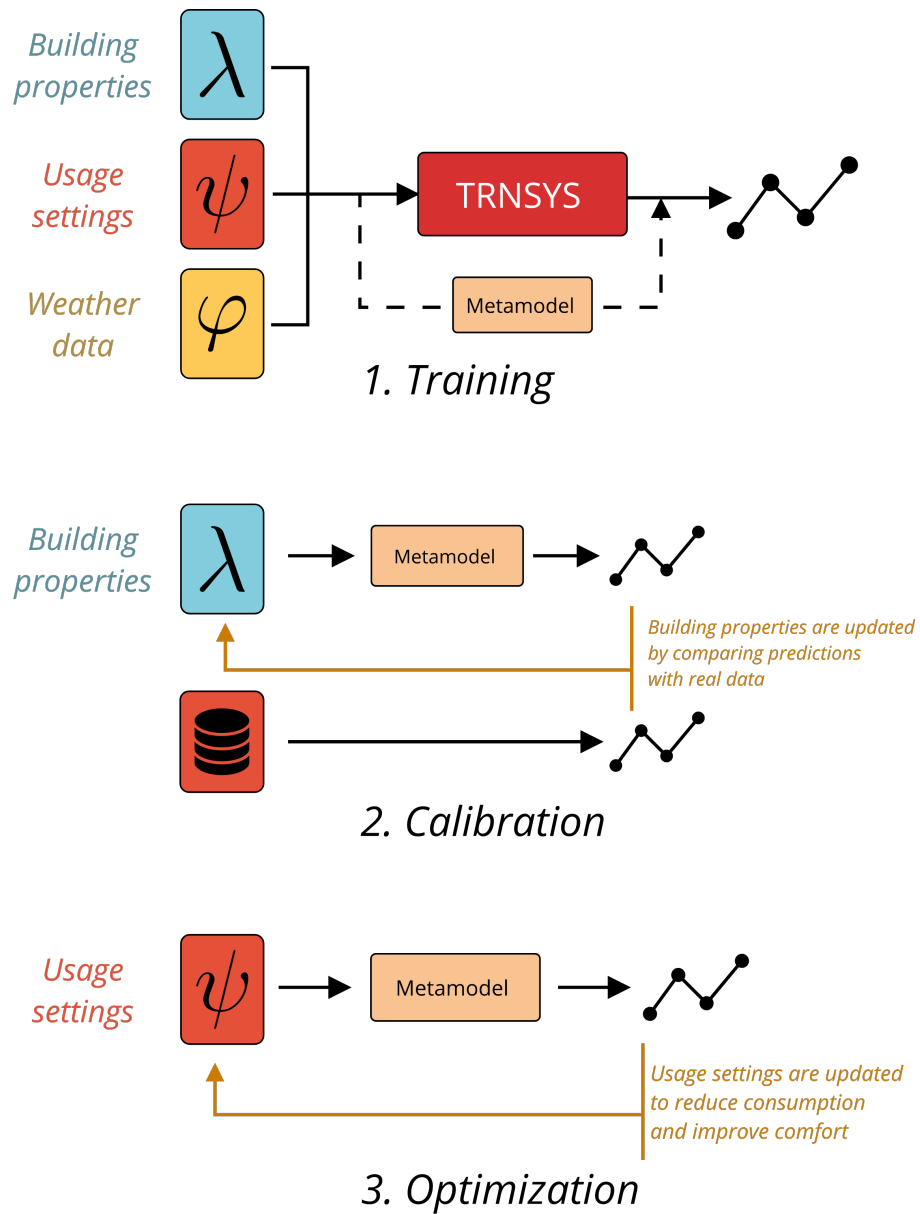 Building
properties
λ
Usage
settings
ψ
Weather
data
φ
TRNSYS
Metamodel
1. Training
Building
properties
λ
Metamodel
Building properties are updated
by comparing predictions
with real data
2. Calibration
Usage
settings
ψ
Metamodel
Usage settings are updated
to reduce consumption
and improve comfort
3. Optimization